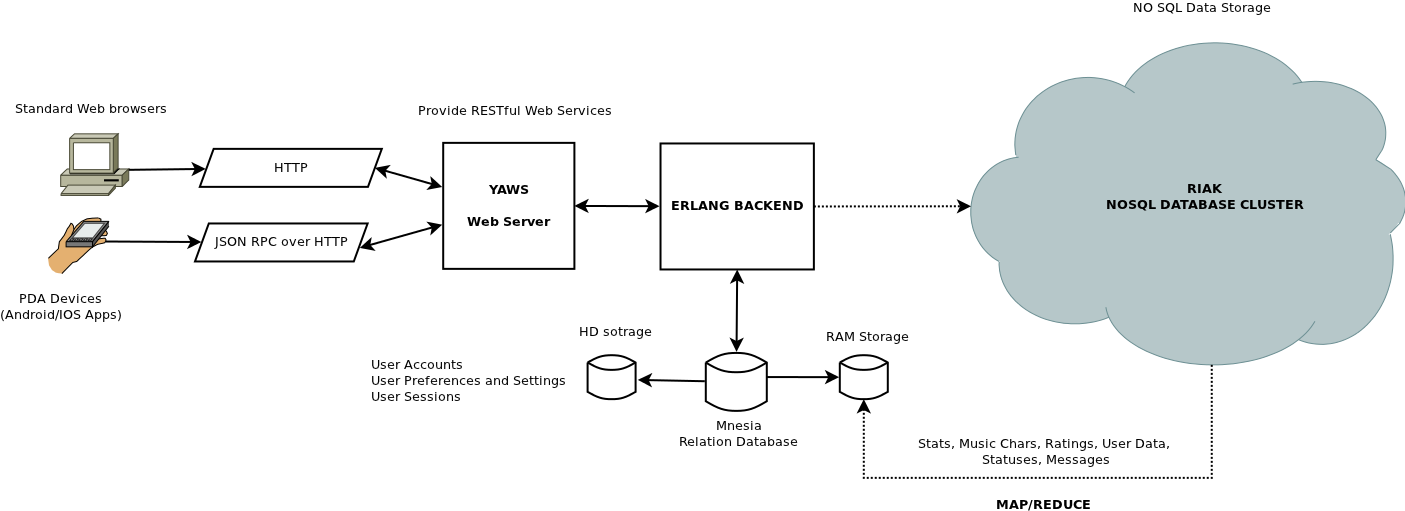 NO SQL Data Storage
Standard Web browsers
Provide RESTful Web Services
HTTP
YAWS
Web Server
ERLANG BACKEND
RIAK
NOSQL DATABASE CLUSTER
JSON RPC over HTTP
PDA Devices
(Android/IOS Apps)
HD sotrage
RAM Storage
User Accounts
User Preferences and Settings
User Sessions
Mnesia
Relation Database
Stats, Music Chars, Ratings, User Data,
Statuses, Messages
MAP/REDUCE